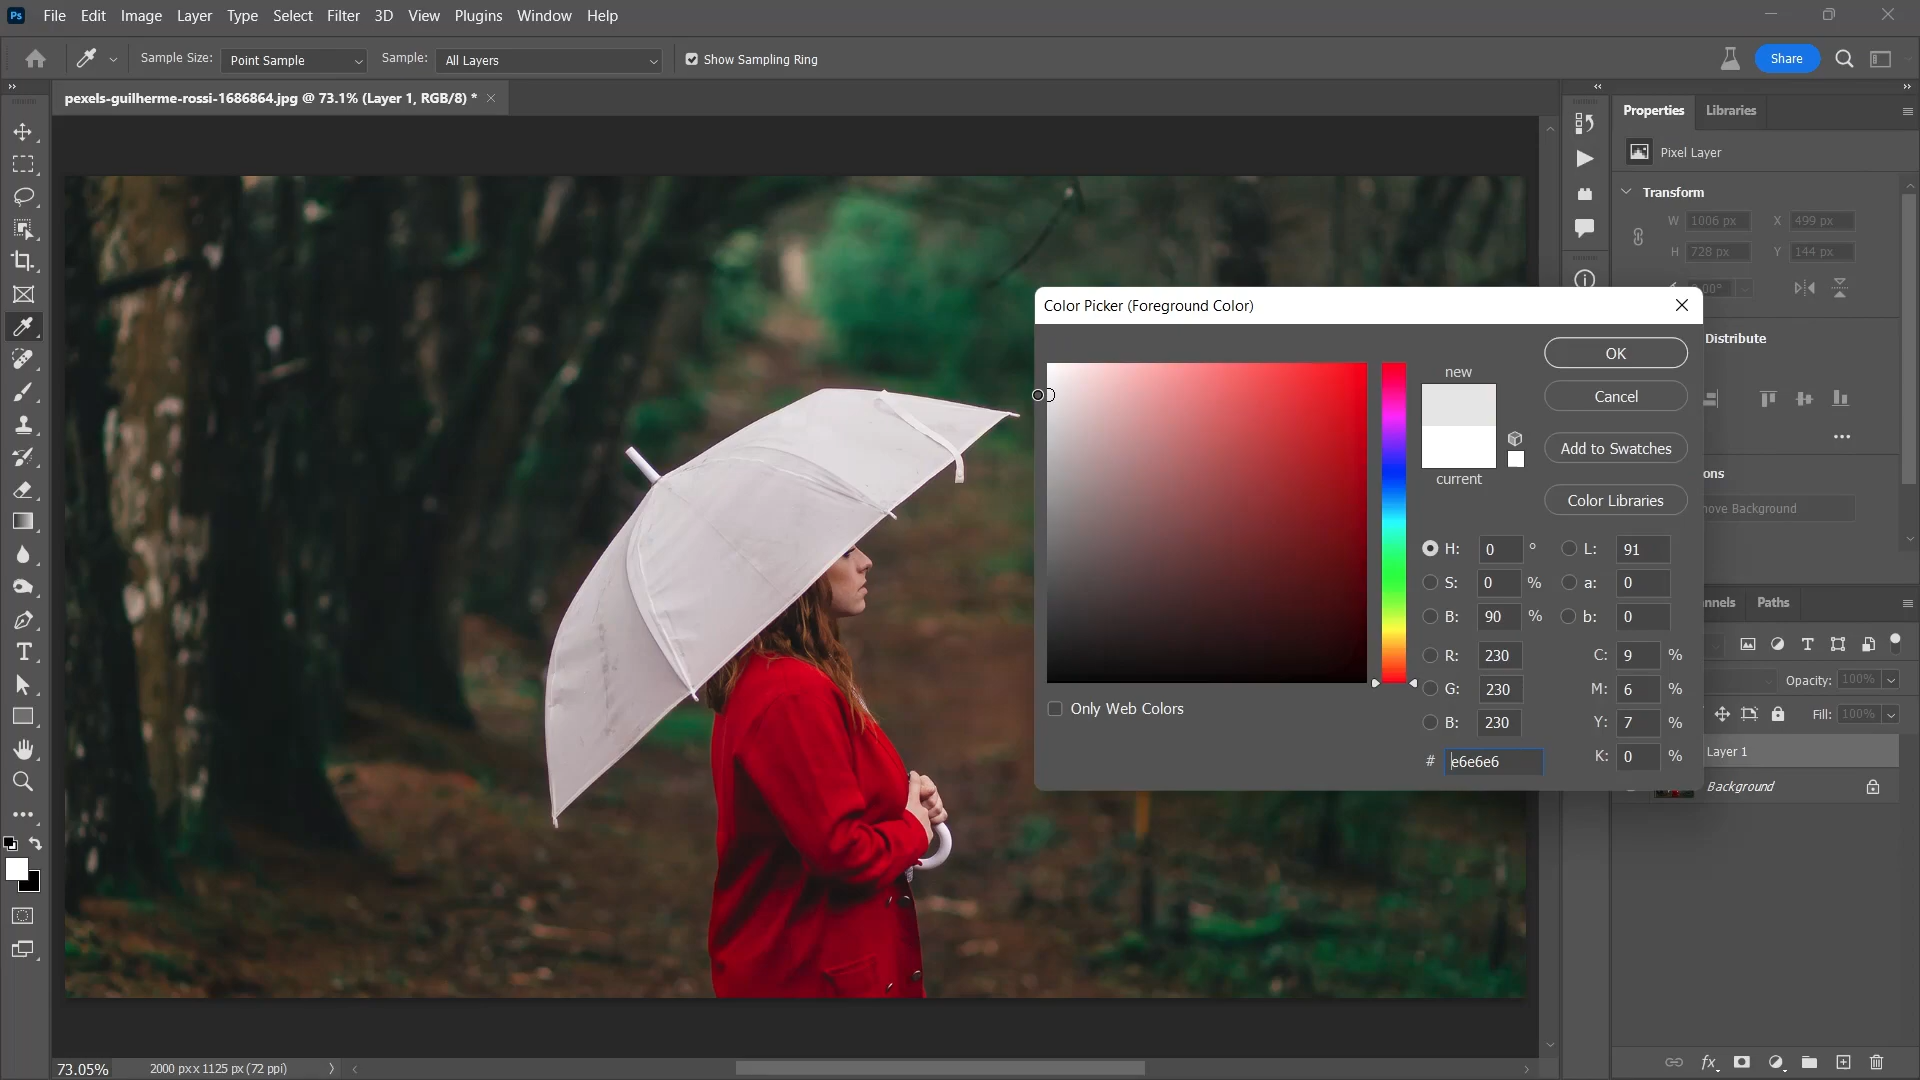 Ps File Edit Image Layer Type Select Filter 3D View Plugins Window Help
Sample Size: Point Sample Sample: All Layers Show Sampling Ring Share
pexels-guilherme-rossi-1686864.jpg @ 73.1% (Layer 1, RGB/8) *
Properties Libraries
Pixel Layer
Transform
W 1006 px X 499 px
H 728 px Y 144 px
0.00°
Color Picker (Foreground Color)
Distribute
OK
new
Cancel
Add to Swatches
current
ons
Color Libraries
ove Background
H: 0 ° L: 91
S: 0 % a: 0
B: 90 % b: 0
nnels Paths
R: 230 C: 9 %
G: 230 M: 6 %
Opacity: 100%
Only Web Colors
B: 230 Y: 7 %
Fill: 100%
# e6e6e6 K: 0 %
Layer 1
Background
T
73.05% 2000 px x 1125 px (72 ppi)
fx